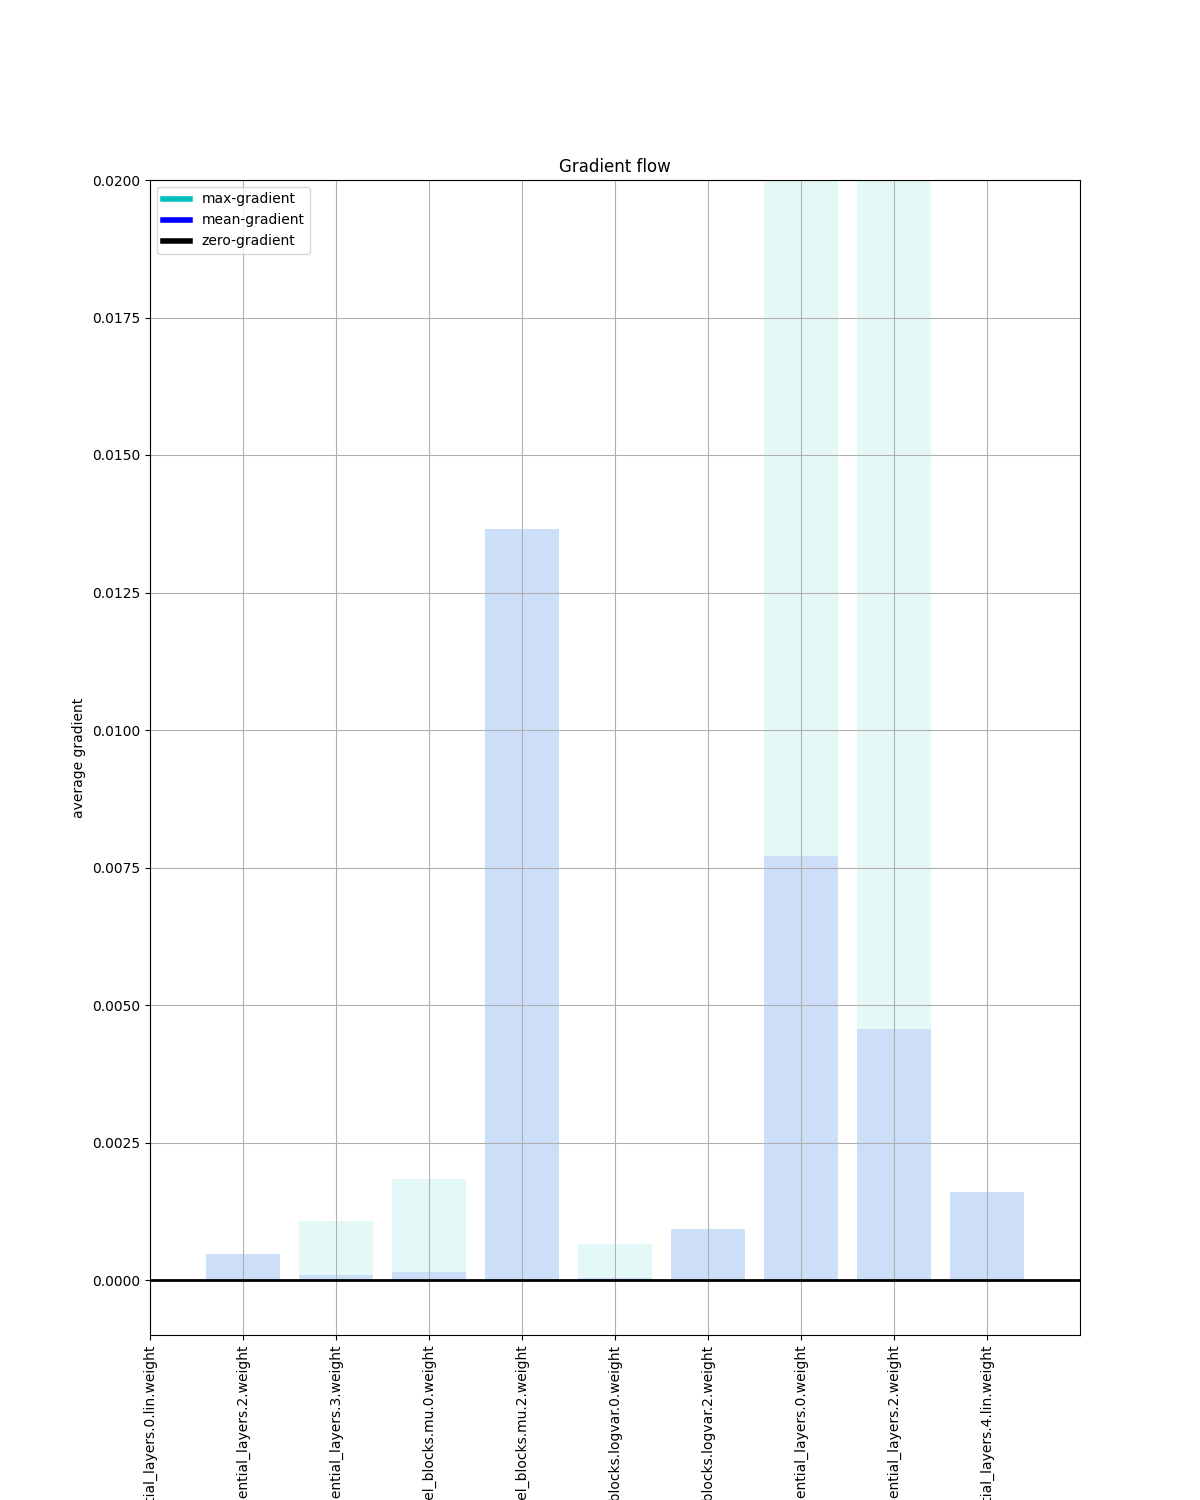 Gradient flow
max-gradient
mean-gradient
zero-gradient
0.0200
0.0175
0.0150
0.0125
0.0100
0.0075
0.0050
0.0025
0.0000
average gradient
tial_layers.0.lin.weight
ential_layers.2.weight
ential_layers.3.weight
el_blocks.mu.0.weight
el_blocks.mu.2.weight
blocks.logvar.0.weight
blocks.logvar.2.weight
ential_layers.0.weight
ential_layers.2.weight
tial_layers.4.lin.weight